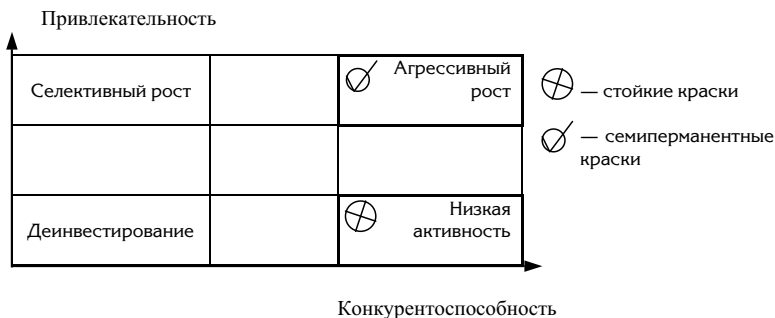 Привлекательность
Селективный рост
Агрессивный
рост
— стойкие краски
— семиперманентные
краски
Деинвестирование
Низкая
активность
Конкурентоспособность